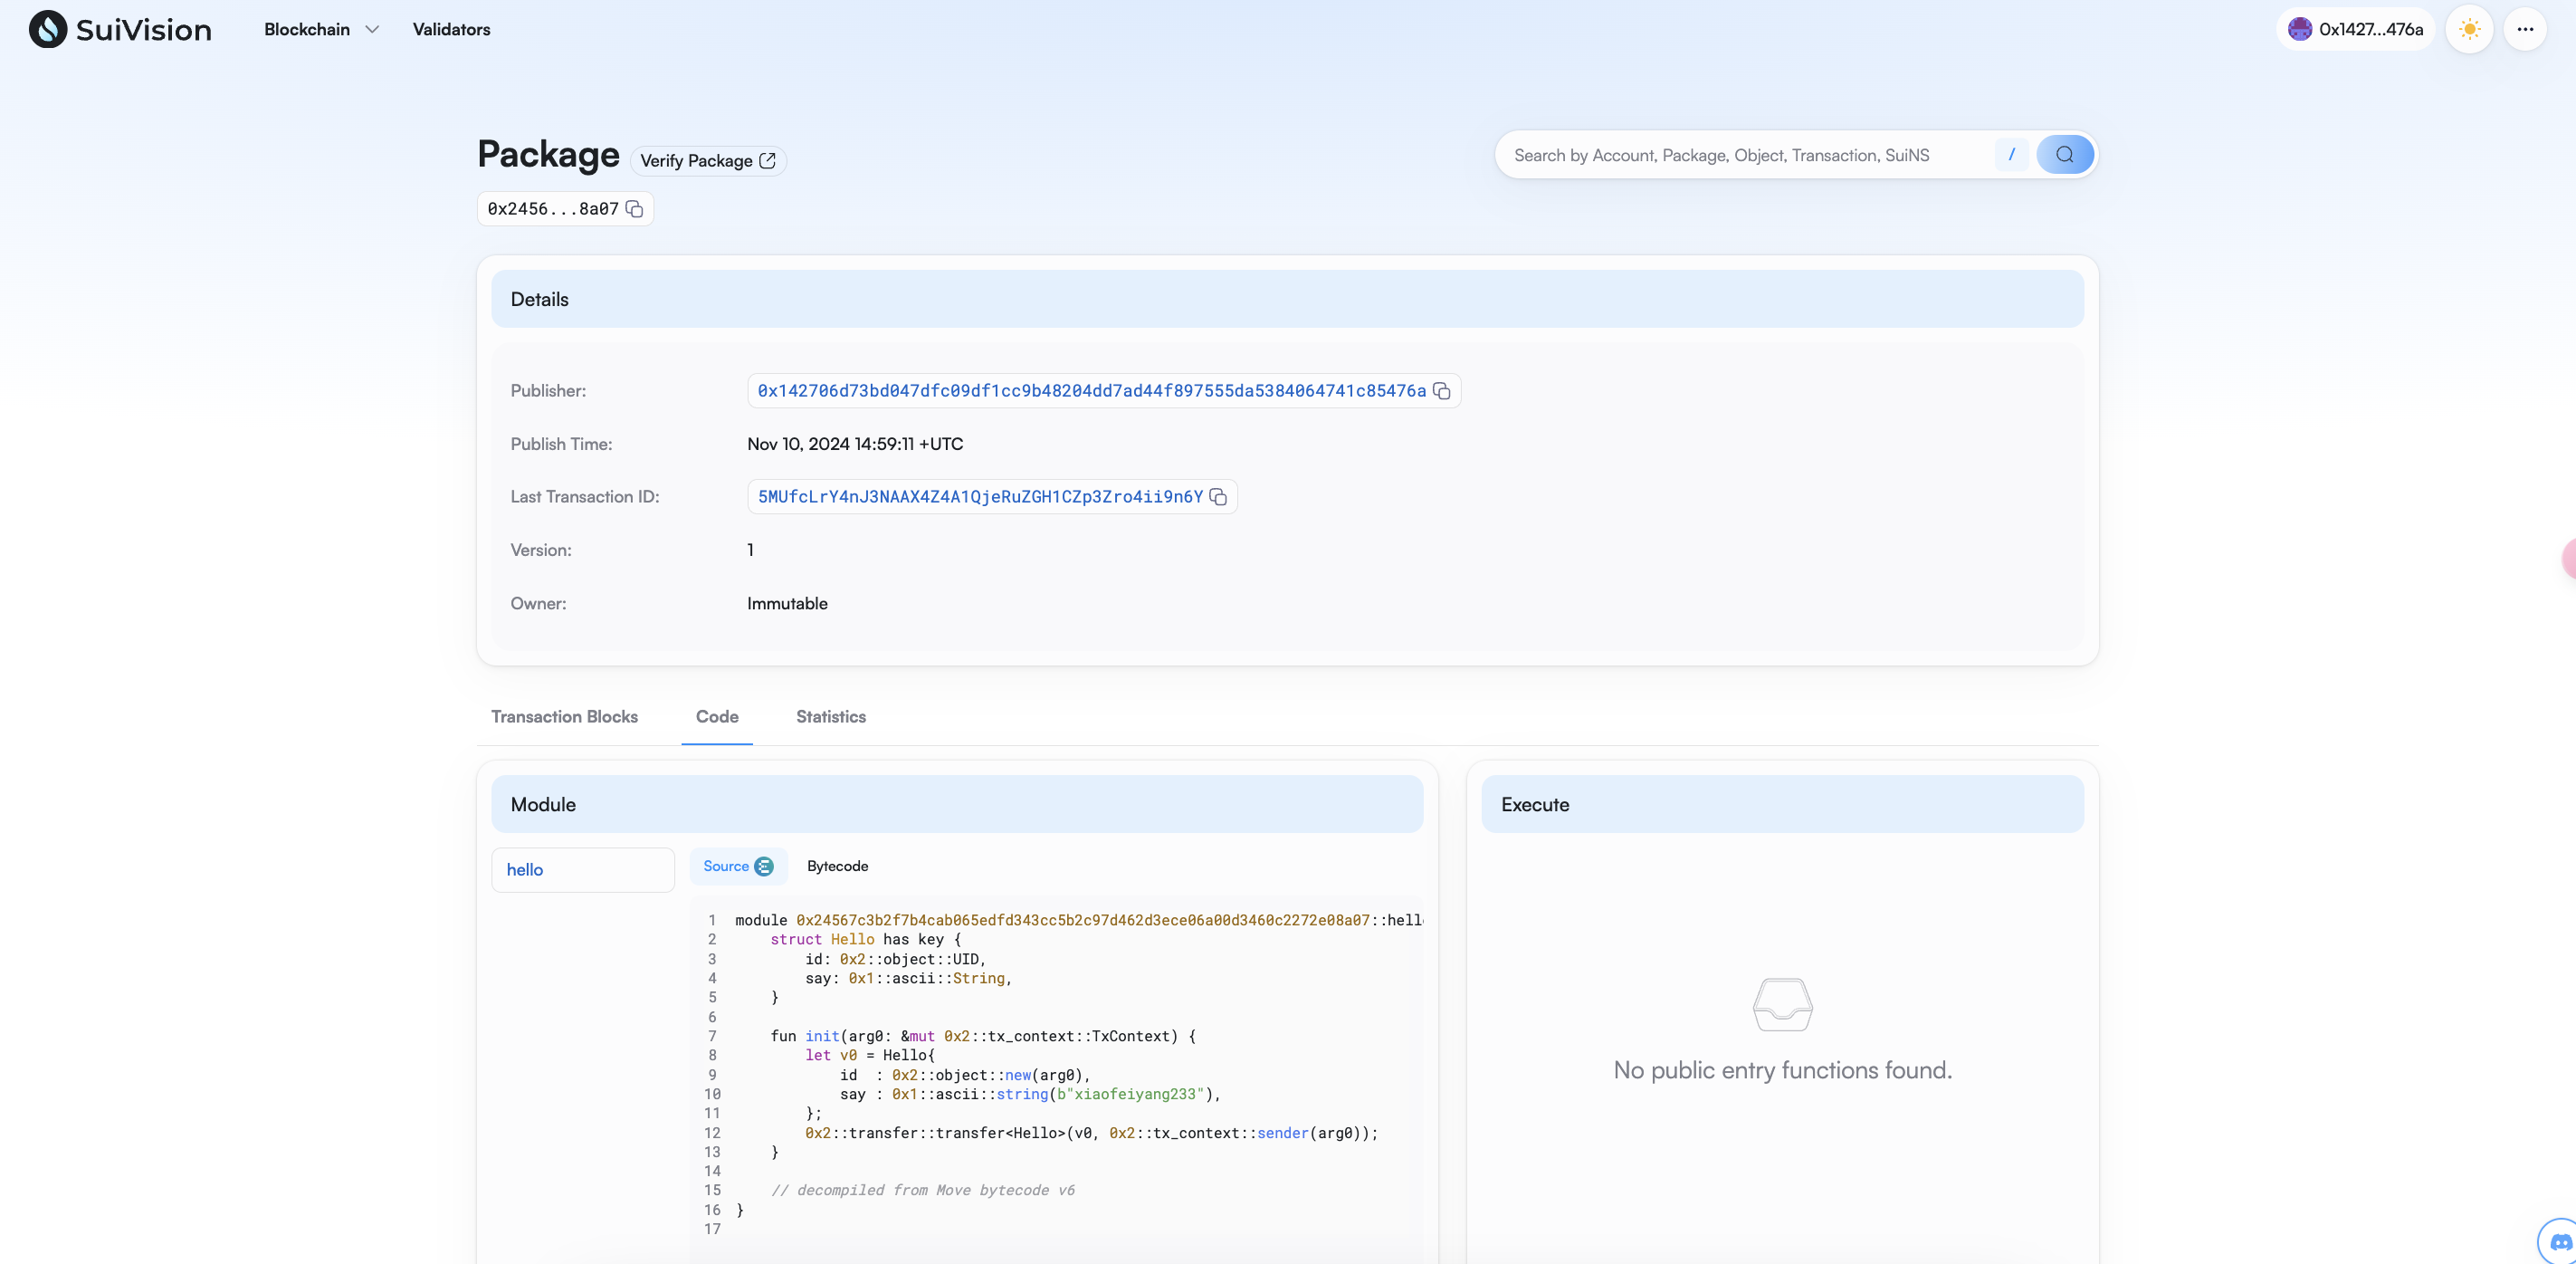 SuiVision Blockchain Validators 0x1427...476a
Package Verify Package
Search by Account, Package, Object, Transaction, SuiNS /
0x2456...8a07
Details
Publisher: 0x142706d73bd047dfc09df1cc9b48204dd7ad44f897555da5384064741c85476a
Publish Time: Nov 10, 2024 14:59:11 +UTC
Last Transaction ID: 5MUfcLrY4nJ3NAAX4Z4A1QjeRuZGH1CZp3Zro4ii9n6Y
Version: 1
Owner: Immutable
Transaction Blocks Code Statistics
Module
hello
Source Bytecode
1 module 0x24567c3b2f7b4cab065edfd343cc5b2c97d462d3ece06a00d3460c2272e08a07::hell
2     struct Hello has key {
3         id: 0x2::object::UID,
4         say: 0x1::ascii::String,
5     }
6
7     fun init(arg0: &mut 0x2::tx_context::TxContext) {
8         let v0 = Hello{
9             id  : 0x2::object::new(arg0),
10             say : 0x1::ascii::string(b"xiaofeiyang233"),
11         };
12         0x2::transfer::transfer<Hello>(v0, 0x2::tx_context::sender(arg0));
13     }
14
15     // decompiled from Move bytecode v6
16 }
17
Execute
No public entry functions found.